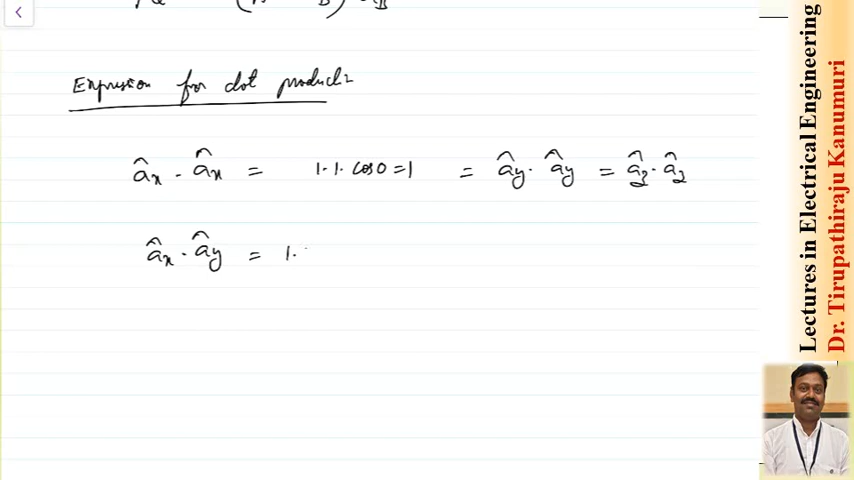 Expression for dot product:
âx · âx = 1·1·cos0=1 = ây · ây = âz · âz
âx · ây = 1·
Lectures in Electrical Engineering
Dr. Tirupathiraju Kanumuri